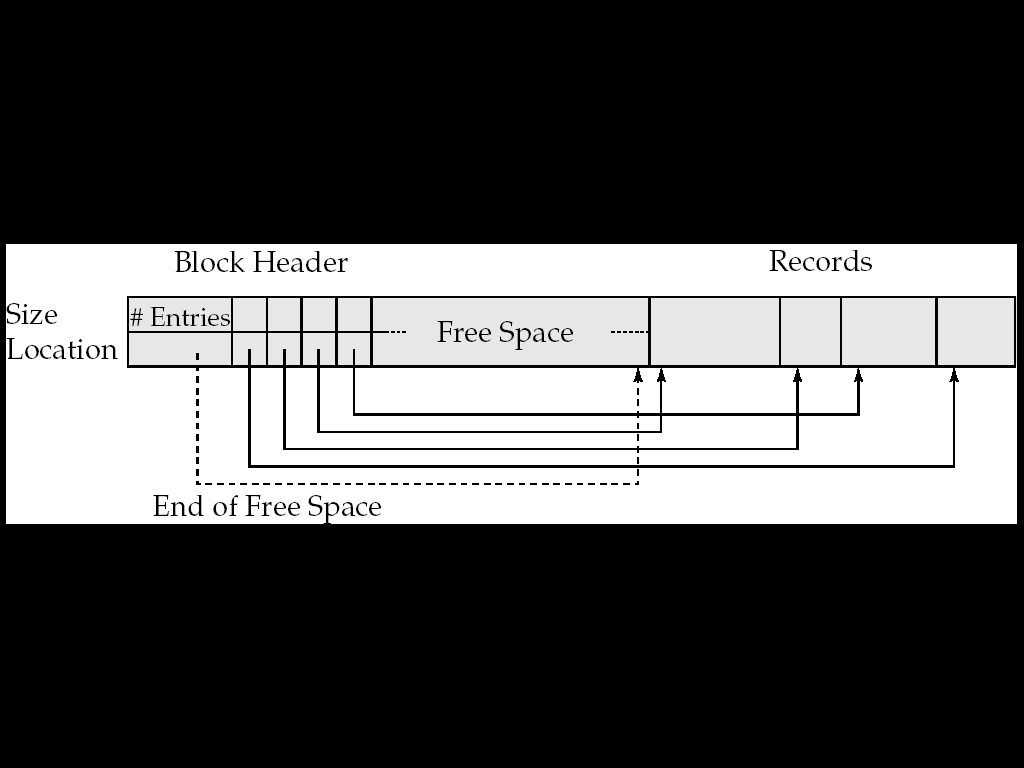 Block Header
Records
Size
# Entries
Location
Free Space
End of Free Space